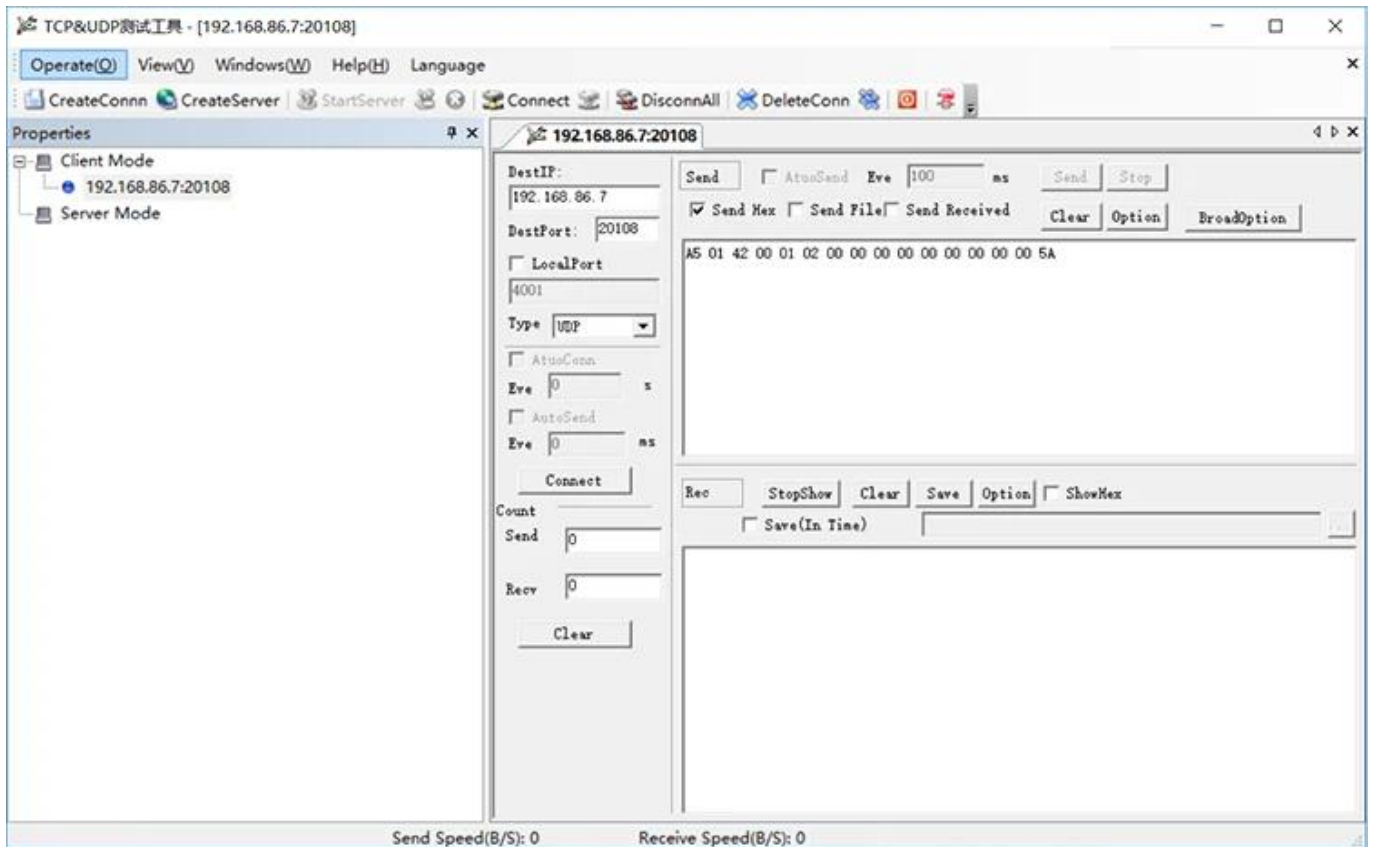 TCP&UDP测试工具 - [192.168.86.7:20108]
Operate(O) View(V) Windows(W) Help(H) Language
CreateConnn CreateServer StartServer Connect DisconnAll DeleteConn
Properties
192.168.86.7:20108
Client Mode
192.168.86.7:20108
Server Mode
DestIP:
192.168.86.7
DestPort: 20108
LocalPort
4001
Type UDP
AtuoConn
Eve 0 s
AutoSend
Eve 0 ms
Connect
Count
Send 0
Recv 0
Clear
Send AtuoSend Eve 100 ms Send Stop
Send Hex Send File Send Received Clear Option BroadOption
A5 01 42 00 01 02 00 00 00 00 00 00 00 00 00 5A
Rec StopShow Clear Save Option ShowHex
Save(In Time) ...
Send Speed(B/S): 0 Receive Speed(B/S): 0